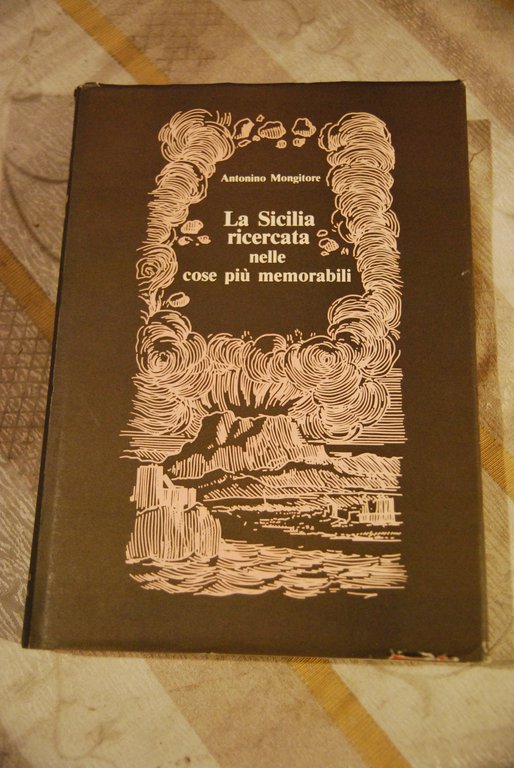 Antonino Mongitore
La Sicilia
ricercata
nelle
cose più memorabili